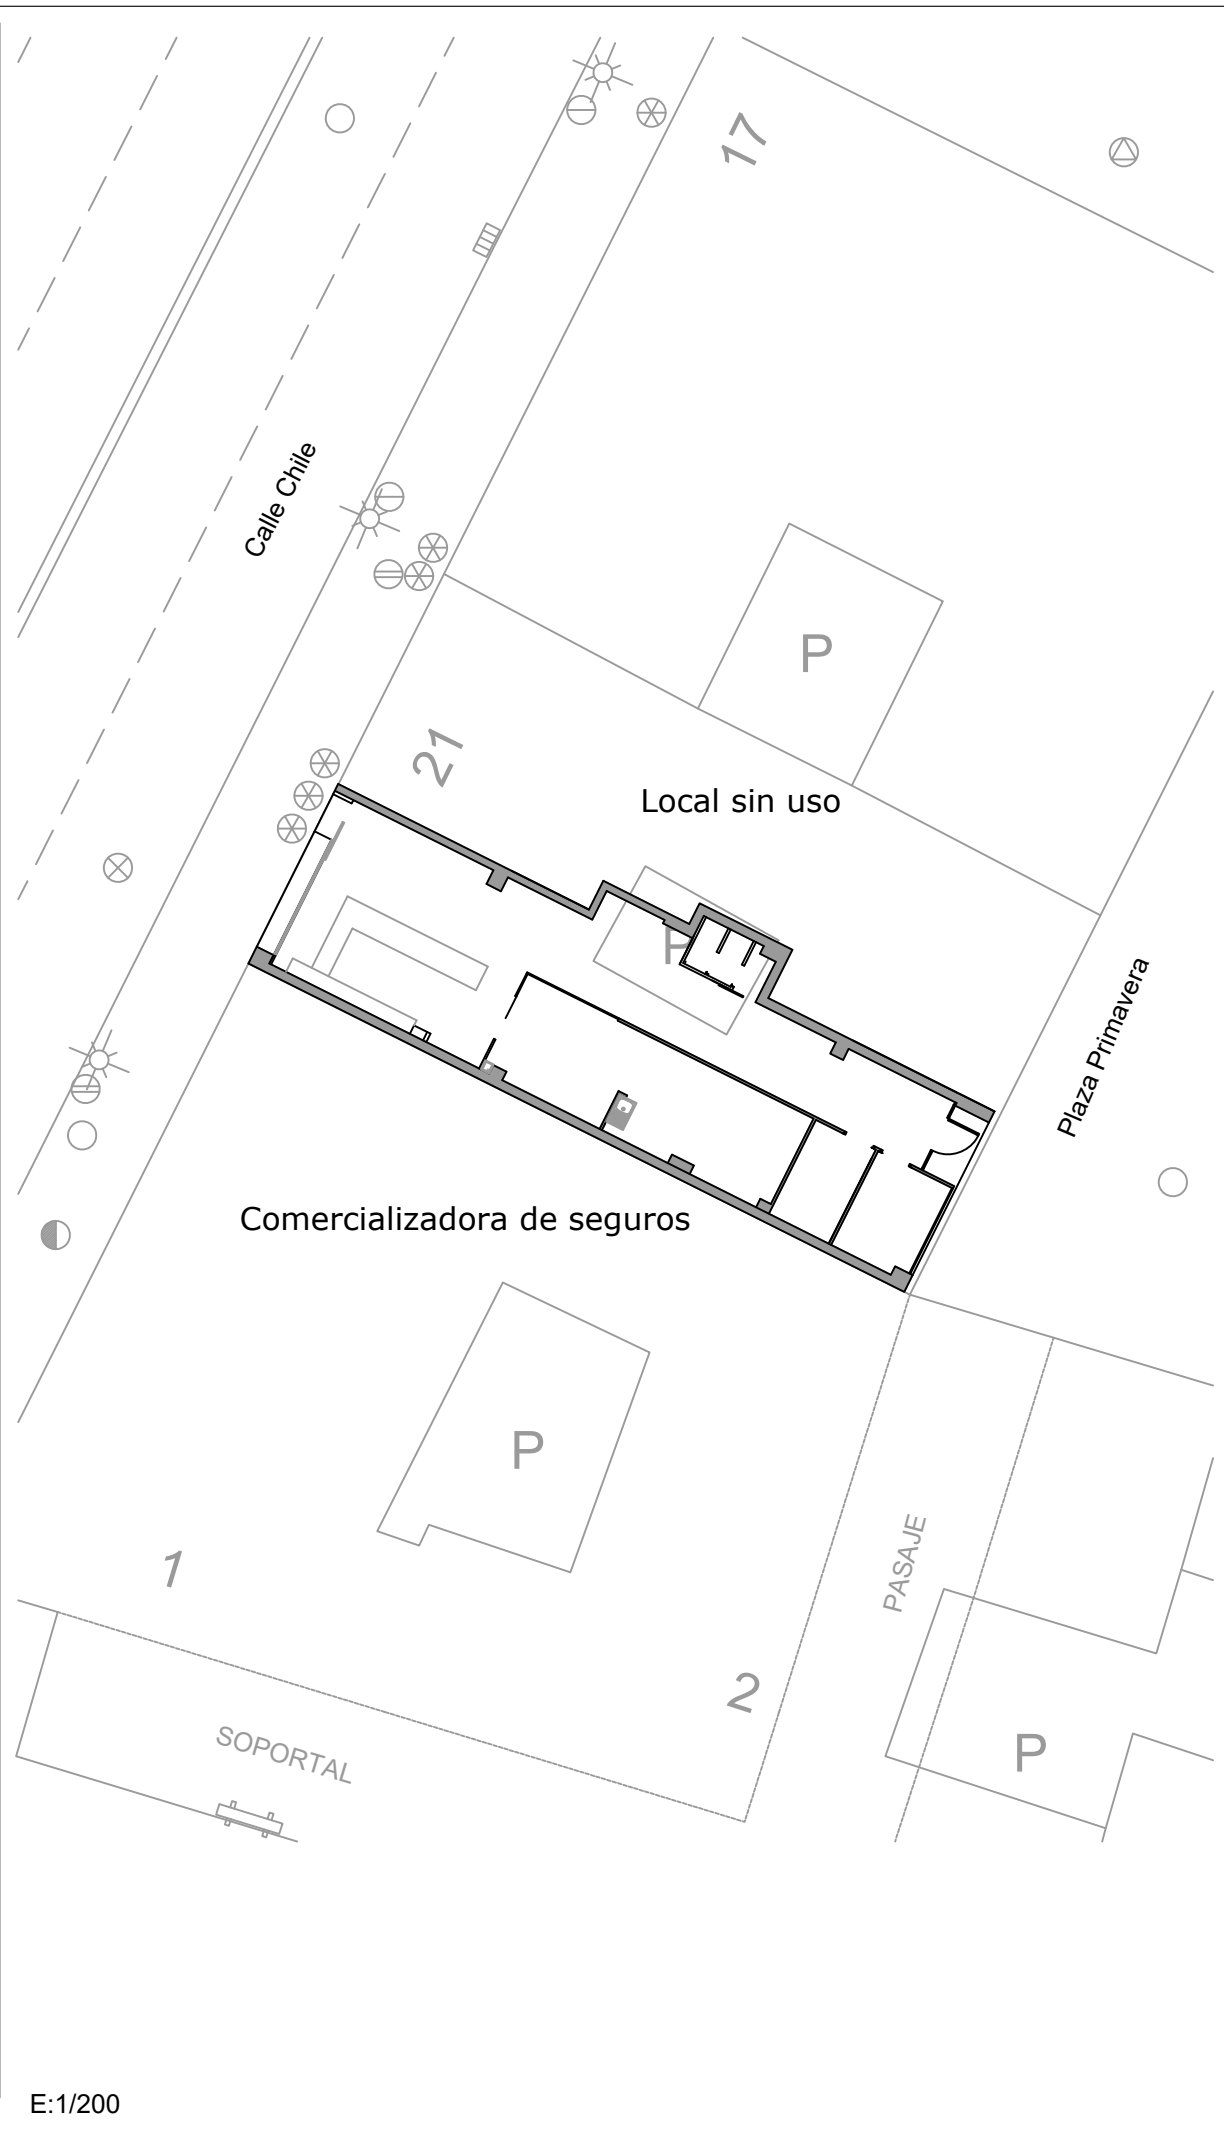 17
Calle Chile
P
21
Local sin uso
P
Plaza Primavera
Comercializadora de seguros
P
PASAJE
1
2
SOPORTAL
P
E:1/200